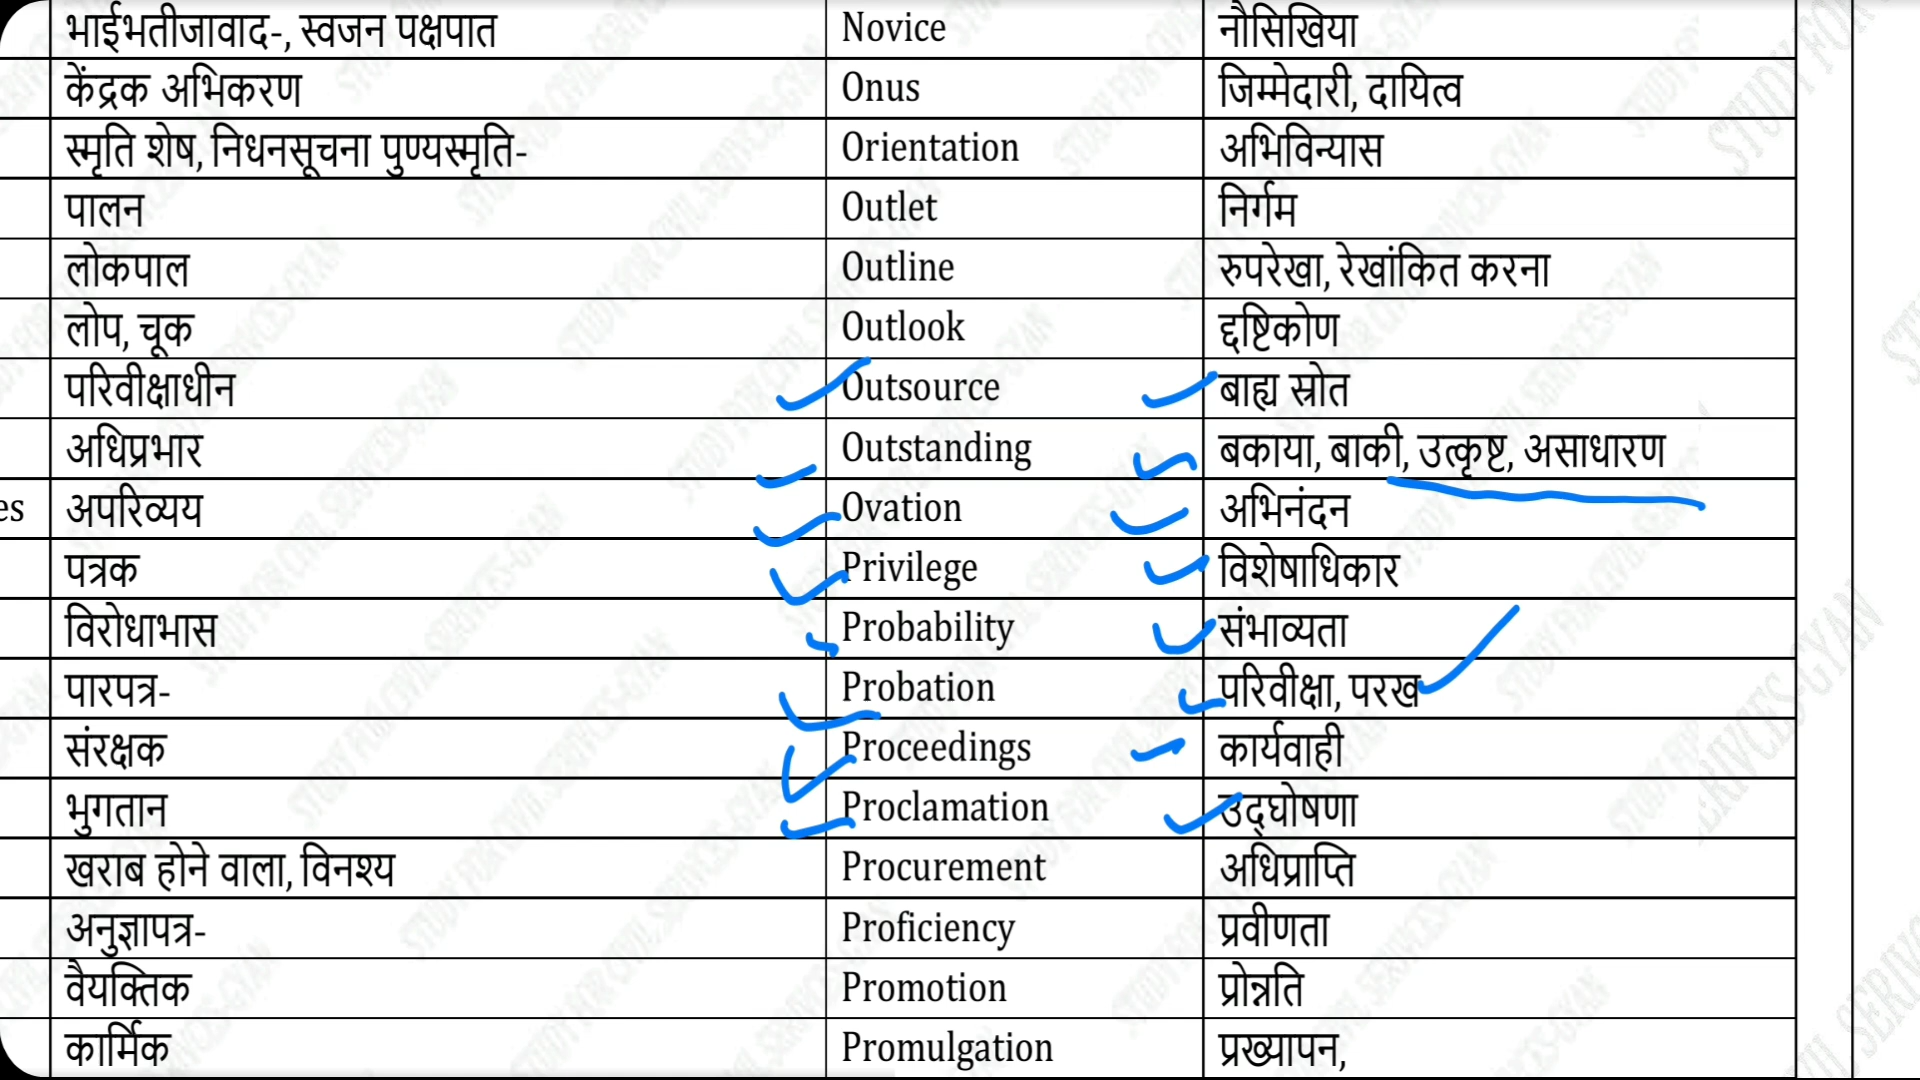 भाईभतीजावाद-, स्वजन पक्षपात Novice नौसिखिया
केंद्रक अभिकरण Onus जिम्मेदारी, दायित्व
स्मृति शेष, निधनसूचना पुण्यस्मृति- Orientation अभिविन्यास
पालन Outlet निर्गम
लोकपाल Outline रुपरेखा, रेखांकित करना
लोप, चूक Outlook द्दष्टिकोण
परिवीक्षाधीन Outsource बाह्य स्रोत
अधिप्रभार Outstanding बकाया, बाकी, उत्कृष्ट, असाधारण
es अपरिव्यय Ovation अभिनंदन
पत्रक Privilege विशेषाधिकार
विरोधाभास Probability संभाव्यता
पारपत्र- Probation परिवीक्षा, परख
संरक्षक Proceedings कार्यवाही
भुगतान Proclamation उद्घोषणा
खराब होने वाला, विनश्य Procurement अधिप्राप्ति
अनुज्ञापत्र- Proficiency प्रवीणता
वैयक्तिक Promotion प्रोन्नति
कार्मिक Promulgation प्रख्यापन,